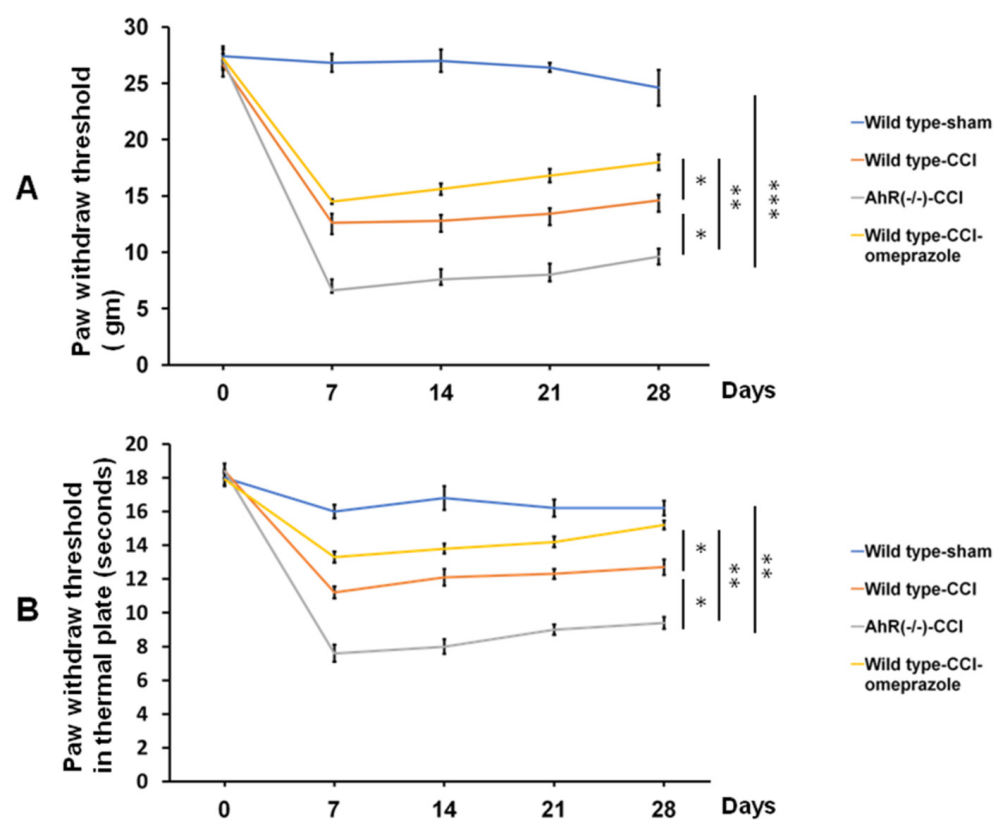 A
Paw withdraw threshold
( gm)
30
25
20
15
10
5
0
0 7 14 21 28 Days
*
*
**
***
Wild type-sham
Wild type-CCI
AhR(-/-)-CCI
Wild type-CCI-
omeprazole
B
Paw withdraw threshold
in thermal plate (seconds)
20
18
16
14
12
10
8
6
4
2
0
0 7 14 21 28 Days
*
*
**
**
Wild type-sham
Wild type-CCI
AhR(-/-)-CCI
Wild type-CCI-
omeprazole